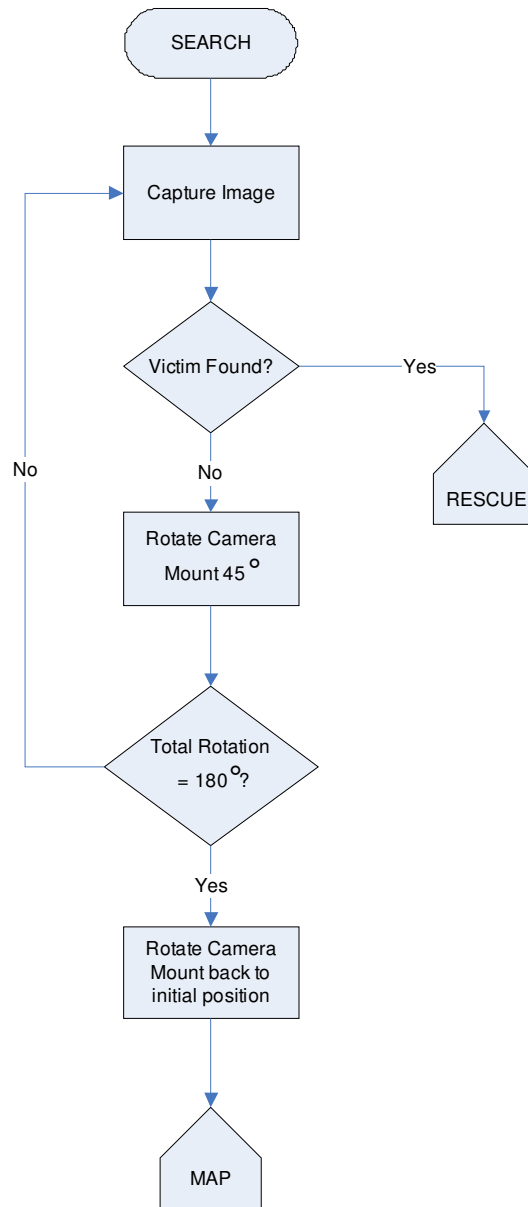 SEARCH
Capture Image
Victim Found?
Yes
No
No
RESCUE
Rotate Camera
Mount 45°
Total Rotation
= 180°?
Yes
Rotate Camera
Mount back to
initial position
MAP